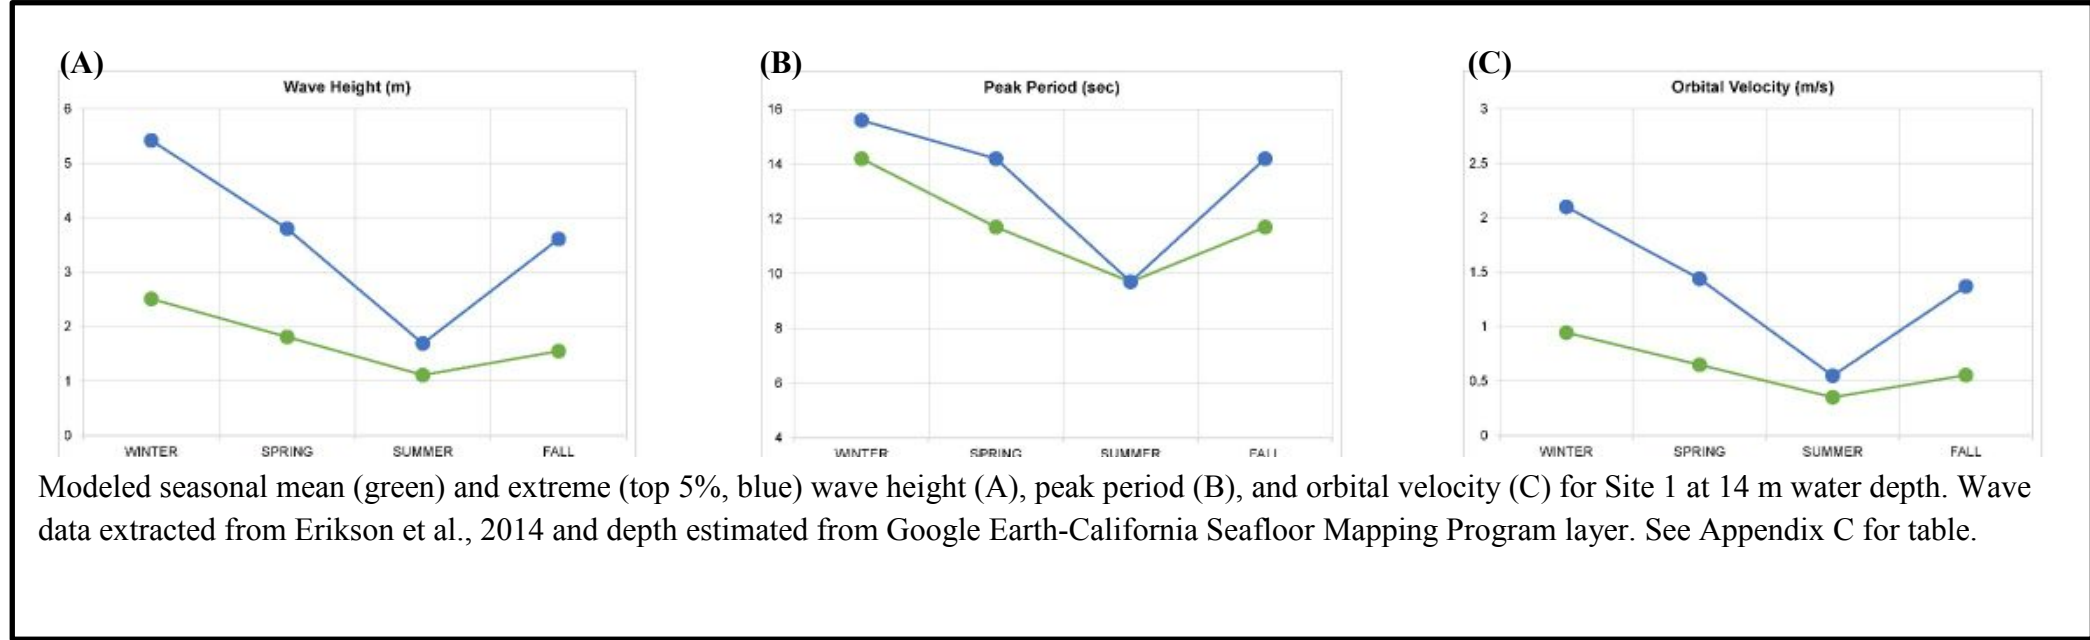 (A)
Wave Height (m)
6
5
4
3
2
1
0
WINTER SPRING SUMMER FALL
(B)
Peak Period (sec)
16
14
12
10
8
6
4
WINTER SPRING SUMMER FALL
(C)
Orbital Velocity (m/s)
3
2.5
2
1.5
1
0.5
0
WINTER SPRING SUMMER FALL
Modeled seasonal mean (green) and extreme (top 5%, blue) wave height (A), peak period (B), and orbital velocity (C) for Site 1 at 14 m water depth. Wave
data extracted from Erikson et al., 2014 and depth estimated from Google Earth-California Seafloor Mapping Program layer. See Appendix C for table.